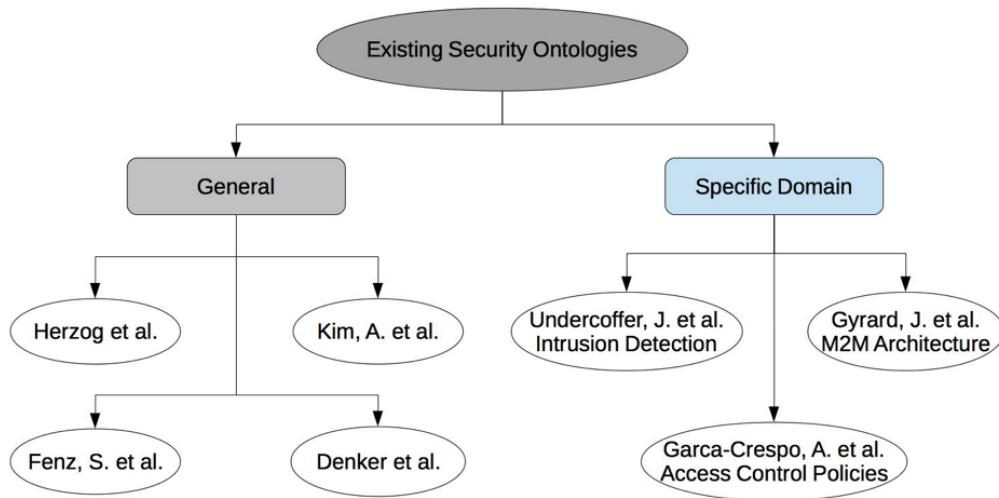 Existing Security Ontologies
General
Specific Domain
Herzog et al.
Kim, A. et al.
Undercoffer, J. et al.
Intrusion Detection
Gyrard, J. et al.
M2M Architecture
Fenz, S. et al.
Denker et al.
Garca-Crespo, A. et al.
Access Control Policies